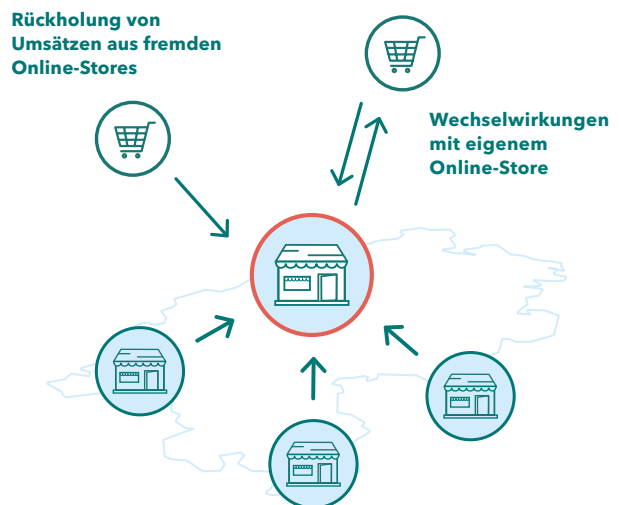 Rückholung von
Umsätzen aus fremden
Online-Stores
Wechselwirkungen
mit eigenem
Online-Store